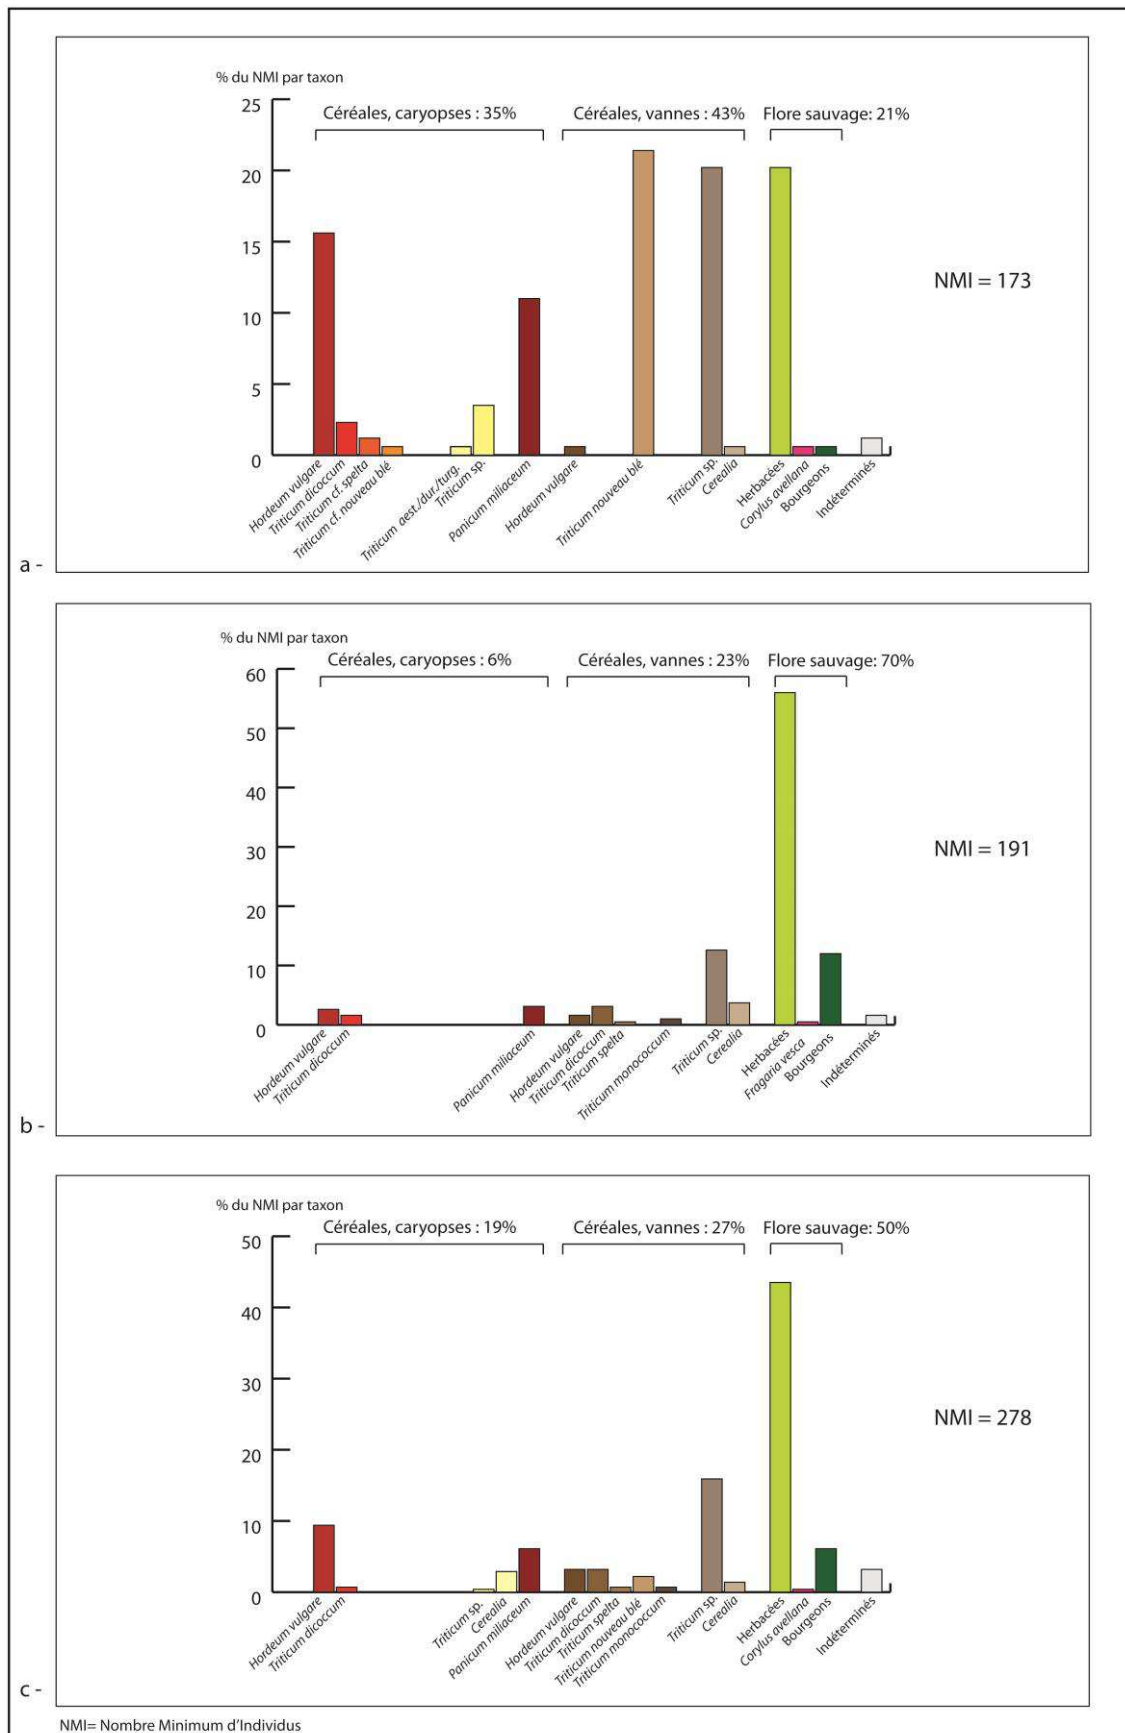 % du NMI par taxon
Céréales, caryopses : 35%
Céréales, vannes : 43%
Flore sauvage: 21%
25
20
15
10
5
0
NMI = 173
Hordeum vulgare
Triticum dicoccum
Triticum cf. spelta
Triticum cf. nouveau blé
Triticum aest./dur./turg.
Triticum sp.
Panicum miliaceum
Hordeum vulgare
Triticum nouveau blé
Triticum sp.
Cerealia
Herbacées
Corylus avellana
Bourgeons
Indéterminés
a -
% du NMI par taxon
Céréales, caryopses : 6%
Céréales, vannes : 23%
Flore sauvage: 70%
60
50
40
30
20
10
0
NMI = 191
Hordeum vulgare
Triticum dicoccum
Panicum miliaceum
Hordeum vulgare
Triticum dicoccum
Triticum spelta
Triticum monococcum
Triticum sp.
Cerealia
Herbacées
Fragaria vesca
Bourgeons
Indéterminés
b -
% du NMI par taxon
Céréales, caryopses : 19%
Céréales, vannes : 27%
Flore sauvage: 50%
50
40
30
20
10
0
NMI = 278
Hordeum vulgare
Triticum dicoccum
Triticum sp.
Cerealia
Panicum miliaceum
Hordeum vulgare
Triticum dicoccum
Triticum spelta
Triticum nouveau blé
Triticum monococcum
Triticum sp.
Cerealia
Herbacées
Corylus avellana
Bourgeons
Indéterminés
c -
NMI= Nombre Minimum d'Individus